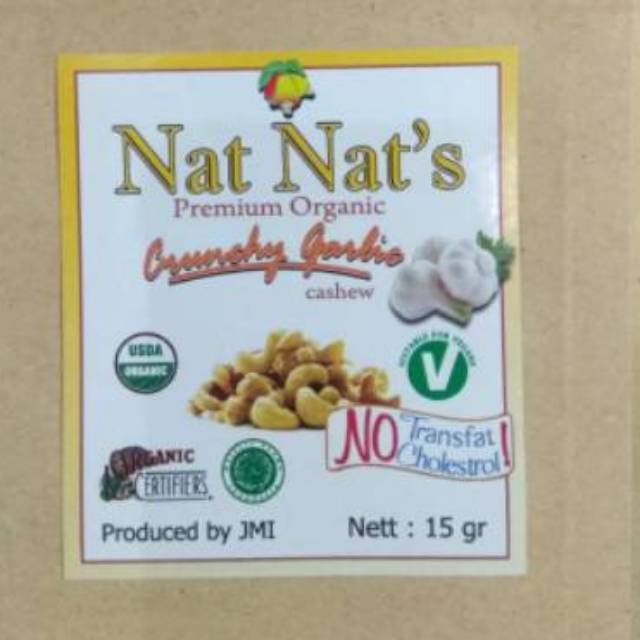 Nat Nat's
Premium Organic
Crunchy Garlic
cashew
USDA
ORGANIC
SUITABLE FOR VEGANS
V
NO Transfat !
Cholestrol
ORGANIC
CERTIFIERS
Produced by JMI
Nett : 15 gr